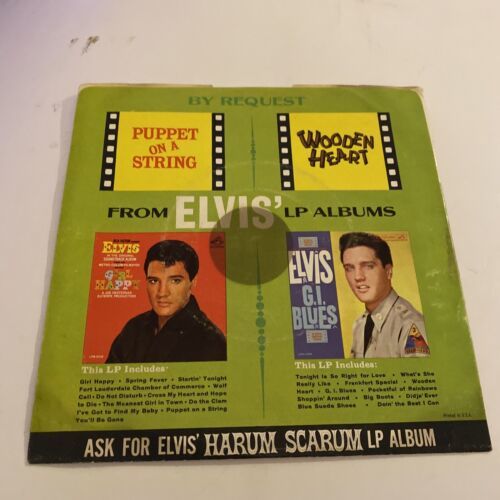 BY REQUEST
PUPPET
ON A
STRING
WOODEN
HEART
FROM ELVIS' LP ALBUMS
ELVIS
GIRL
HAPPY
ELVIS
G.I.
BLUES
This LP Includes:
Girl Happy • Spring Fever • Startin' Tonight
Fort Lauderdale Chamber of Commerce • Wolf
Call • Do Not Disturb • Cross My Heart and Hope
to Die • The Meanest Girl in Town • Do the Clam
I've Got to Find My Baby • Puppet on a String
You'll Be Gone
This LP Includes:
Tonight Is So Right for Love • What's She
Really Like • Frankfort Special • Wooden
Heart • G. I. Blues • Pocketful of Rainbows
Shoppin' Around • Big Boots • Didja' Ever
Blue Suede Shoes • Doin' the Best I Can
Printed in U.S.A.
ASK FOR ELVIS' HARUM SCARUM LP ALBUM